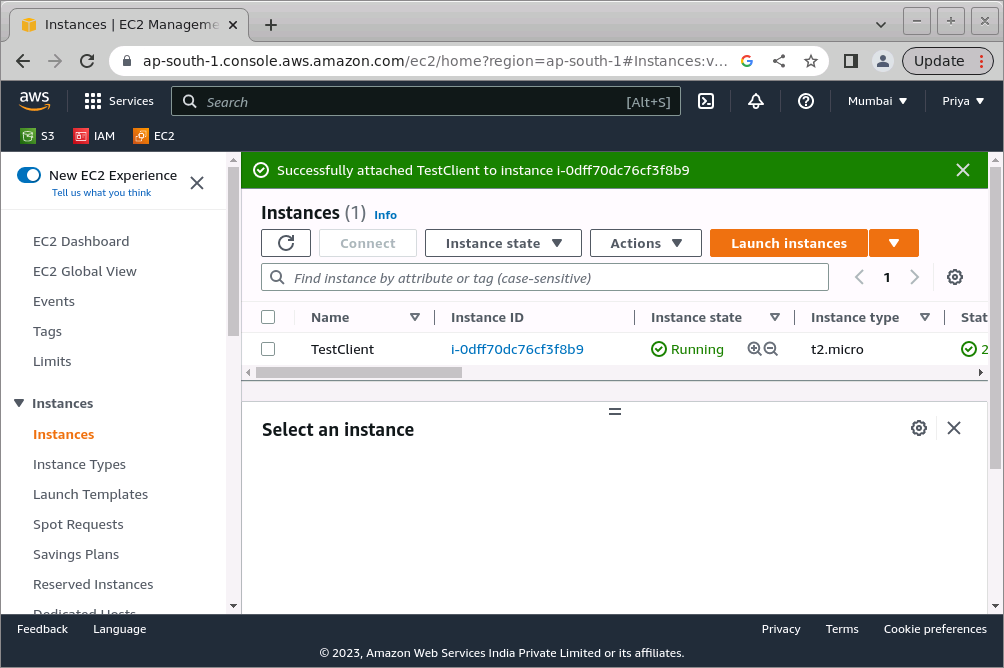 Instances | EC2 Manageme
ap-south-1.console.aws.amazon.com/ec2/home?region=ap-south-1#Instances:v...
Update
aws
Services
Search
[Alt+S]
Mumbai
Priya
S3
IAM
EC2
New EC2 Experience
Tell us what you think
EC2 Dashboard
EC2 Global View
Events
Tags
Limits
Instances
Instances
Instance Types
Launch Templates
Spot Requests
Savings Plans
Reserved Instances
Dedicated Hosts
Successfully attached TestClient to instance i-0dff70dc76cf3f8b9
Instances (1) Info
Connect
Instance state
Actions
Launch instances
Find instance by attribute or tag (case-sensitive)
1
Name
Instance ID
Instance state
Instance type
Stat
TestClient
i-0dff70dc76cf3f8b9
Running
t2.micro
2
Select an instance
Feedback
Language
Privacy
Terms
Cookie preferences
© 2023, Amazon Web Services India Private Limited or its affiliates.